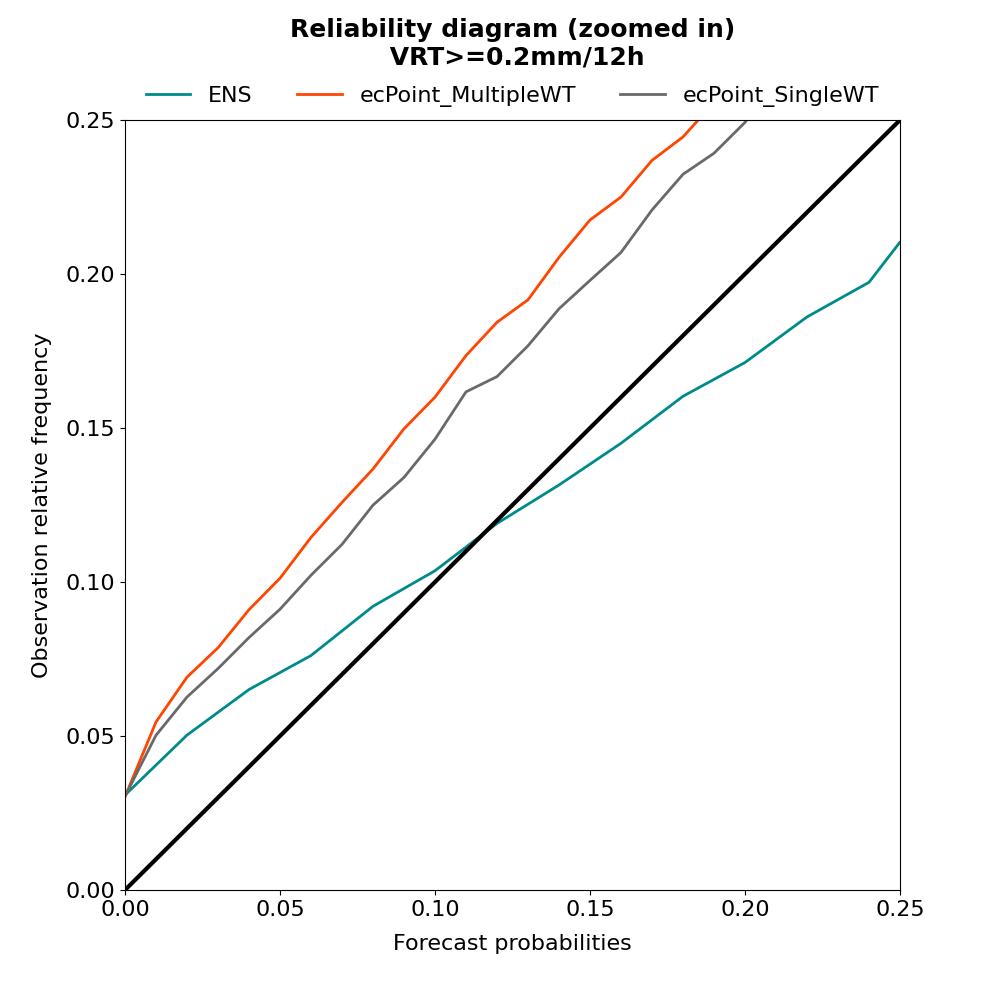 Reliability diagram (zoomed in)
VRT>=0.2mm/12h
ENS ecPoint_MultipleWT ecPoint_SingleWT
0.25
0.20
0.15
0.10
0.05
0.00
Observation relative frequency
0.00 0.05 0.10 0.15 0.20 0.25
Forecast probabilities